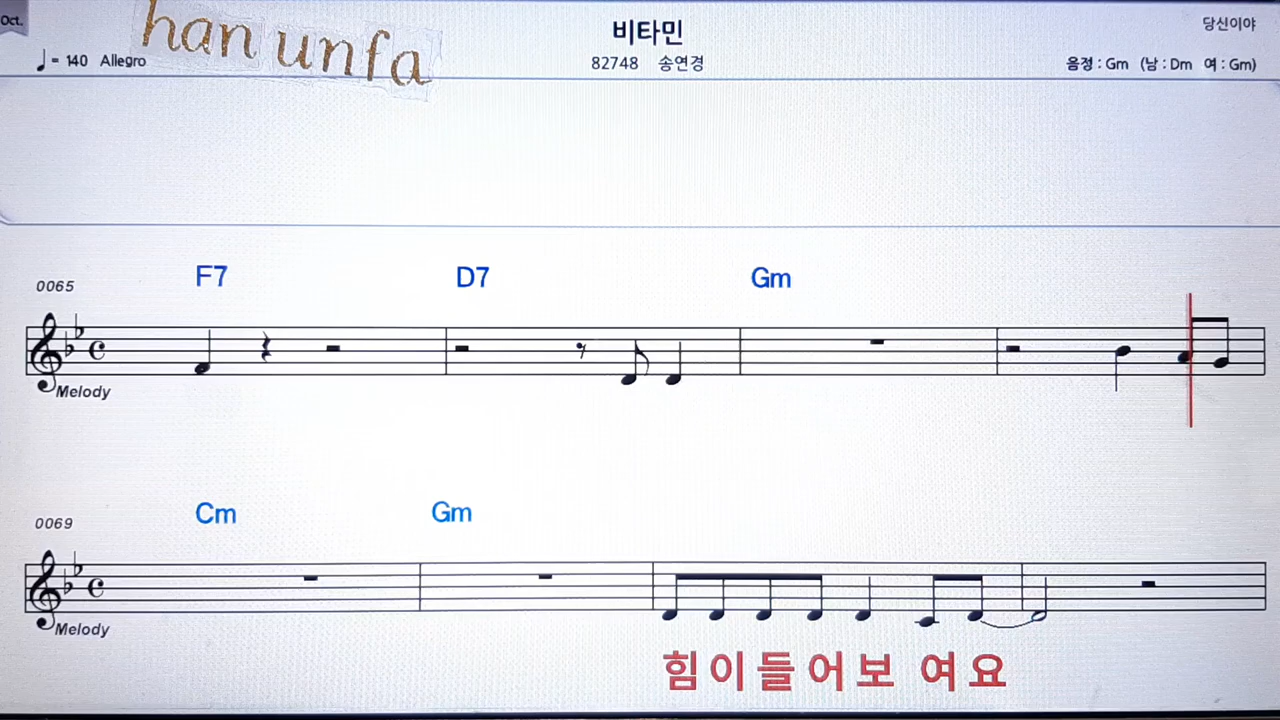 Oct.
han unfa
비타민
당신이야
♩= 140 Allegro
82748 송연경
음정 : Gm (남 : Dm 여 : Gm)
0065
F7 D7 Gm
Melody
0069
Cm Gm
Melody
힘이들어보 여요